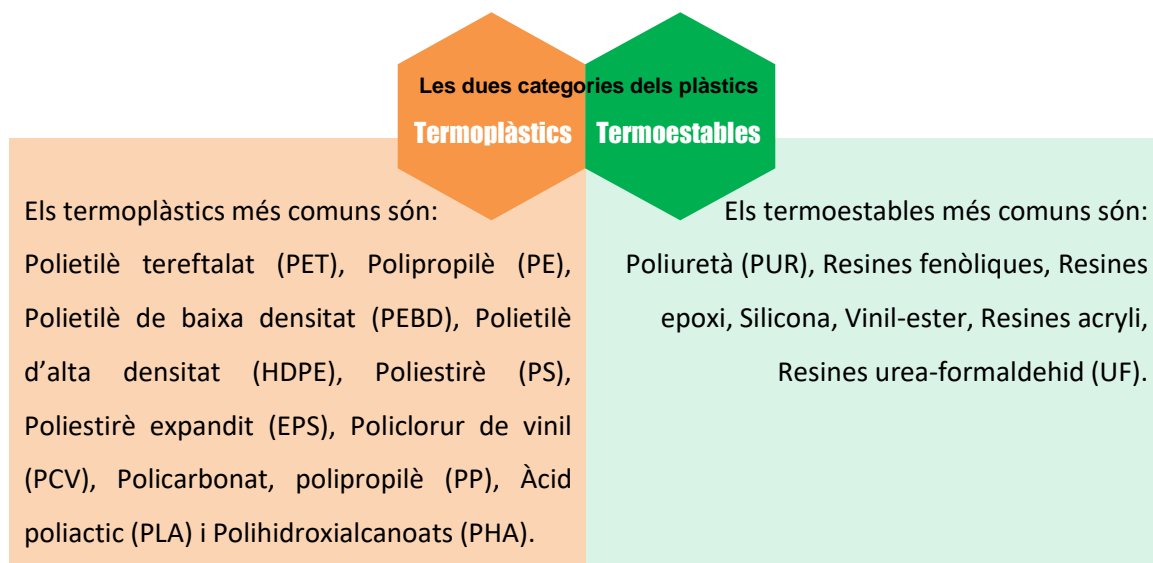 Les dues categories dels plàstics
Termoplàstics
Termoestables
Els termoplàstics més comuns són:
Polietilè tereftalat (PET), Polipropilè (PE),
Polietilè de baixa densitat (PEBD), Polietilè
d’alta densitat (HDPE), Poliestirè (PS),
Poliestirè expandit (EPS), Policlorur de vinil
(PCV), Policarbonat, polipropilè (PP), Àcid
poliactic (PLA) i Polihidroxialcanoats (PHA).
Els termoestables més comuns són:
Poliuretà (PUR), Resines fenòliques, Resines
epoxi, Silicona, Vinil-ester, Resines acryli,
Resines urea-formaldehid (UF).